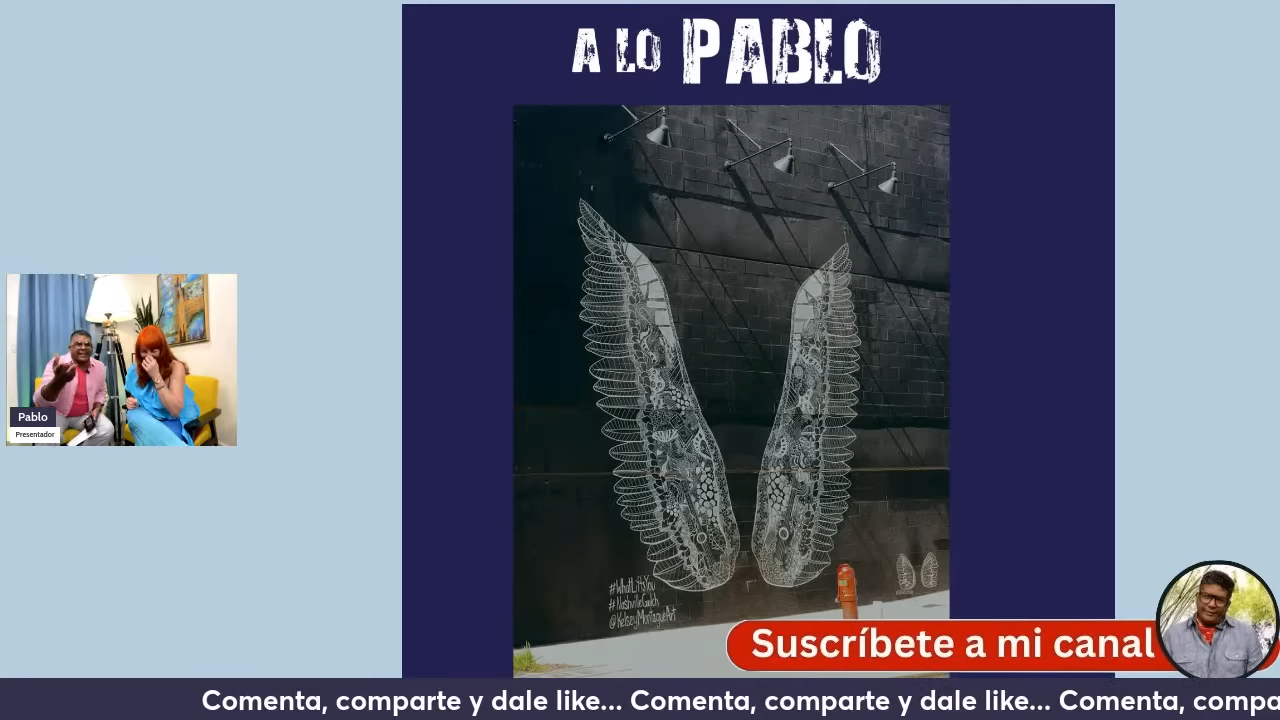 A LO PABLO
Pablo
Presentador
#WhatLiftsYou
#NashvilleGulch
@KelseyMontagueArt
Suscríbete a mi canal
Comenta, comparte y dale like... Comenta, comparte y dale like... Comenta, compa